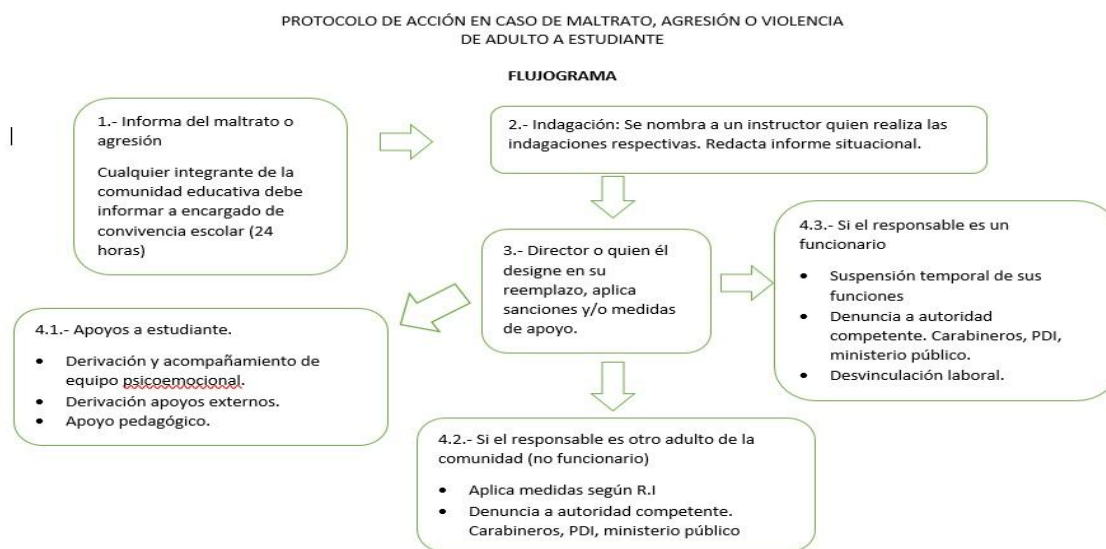 PROTOCOLO DE ACCIÓN EN CASO DE MALTRATO, AGRESIÓN O VIOLENCIA
DE ADULTO A ESTUDIANTE
FLUJOGRAMA
1.- Informa del maltrato o
agresión
Cualquier integrante de la
comunidad educativa debe
informar a encargado de
convivencia escolar (24
horas)
2.- Indagación: Se nombra a un instructor quien realiza las
indagaciones respectivas. Redacta informe situacional.
3.- Director o quien él
designe en su
reemplazo, aplica
sanciones y/o medidas
de apoyo.
4.3.- Si el responsable es un
funcionario
• Suspensión temporal de sus
funciones
• Denuncia a autoridad
competente. Carabineros, PDI,
ministerio público.
• Desvinculación laboral.
4.1.- Apoyos a estudiante.
• Derivación y acompañamiento de
equipo psicoemocional.
• Derivación apoyos externos.
• Apoyo pedagógico.
4.2.- Si el responsable es otro adulto de la
comunidad (no funcionario)
• Aplica medidas según R.I
• Denuncia a autoridad competente.
Carabineros, PDI, ministerio público